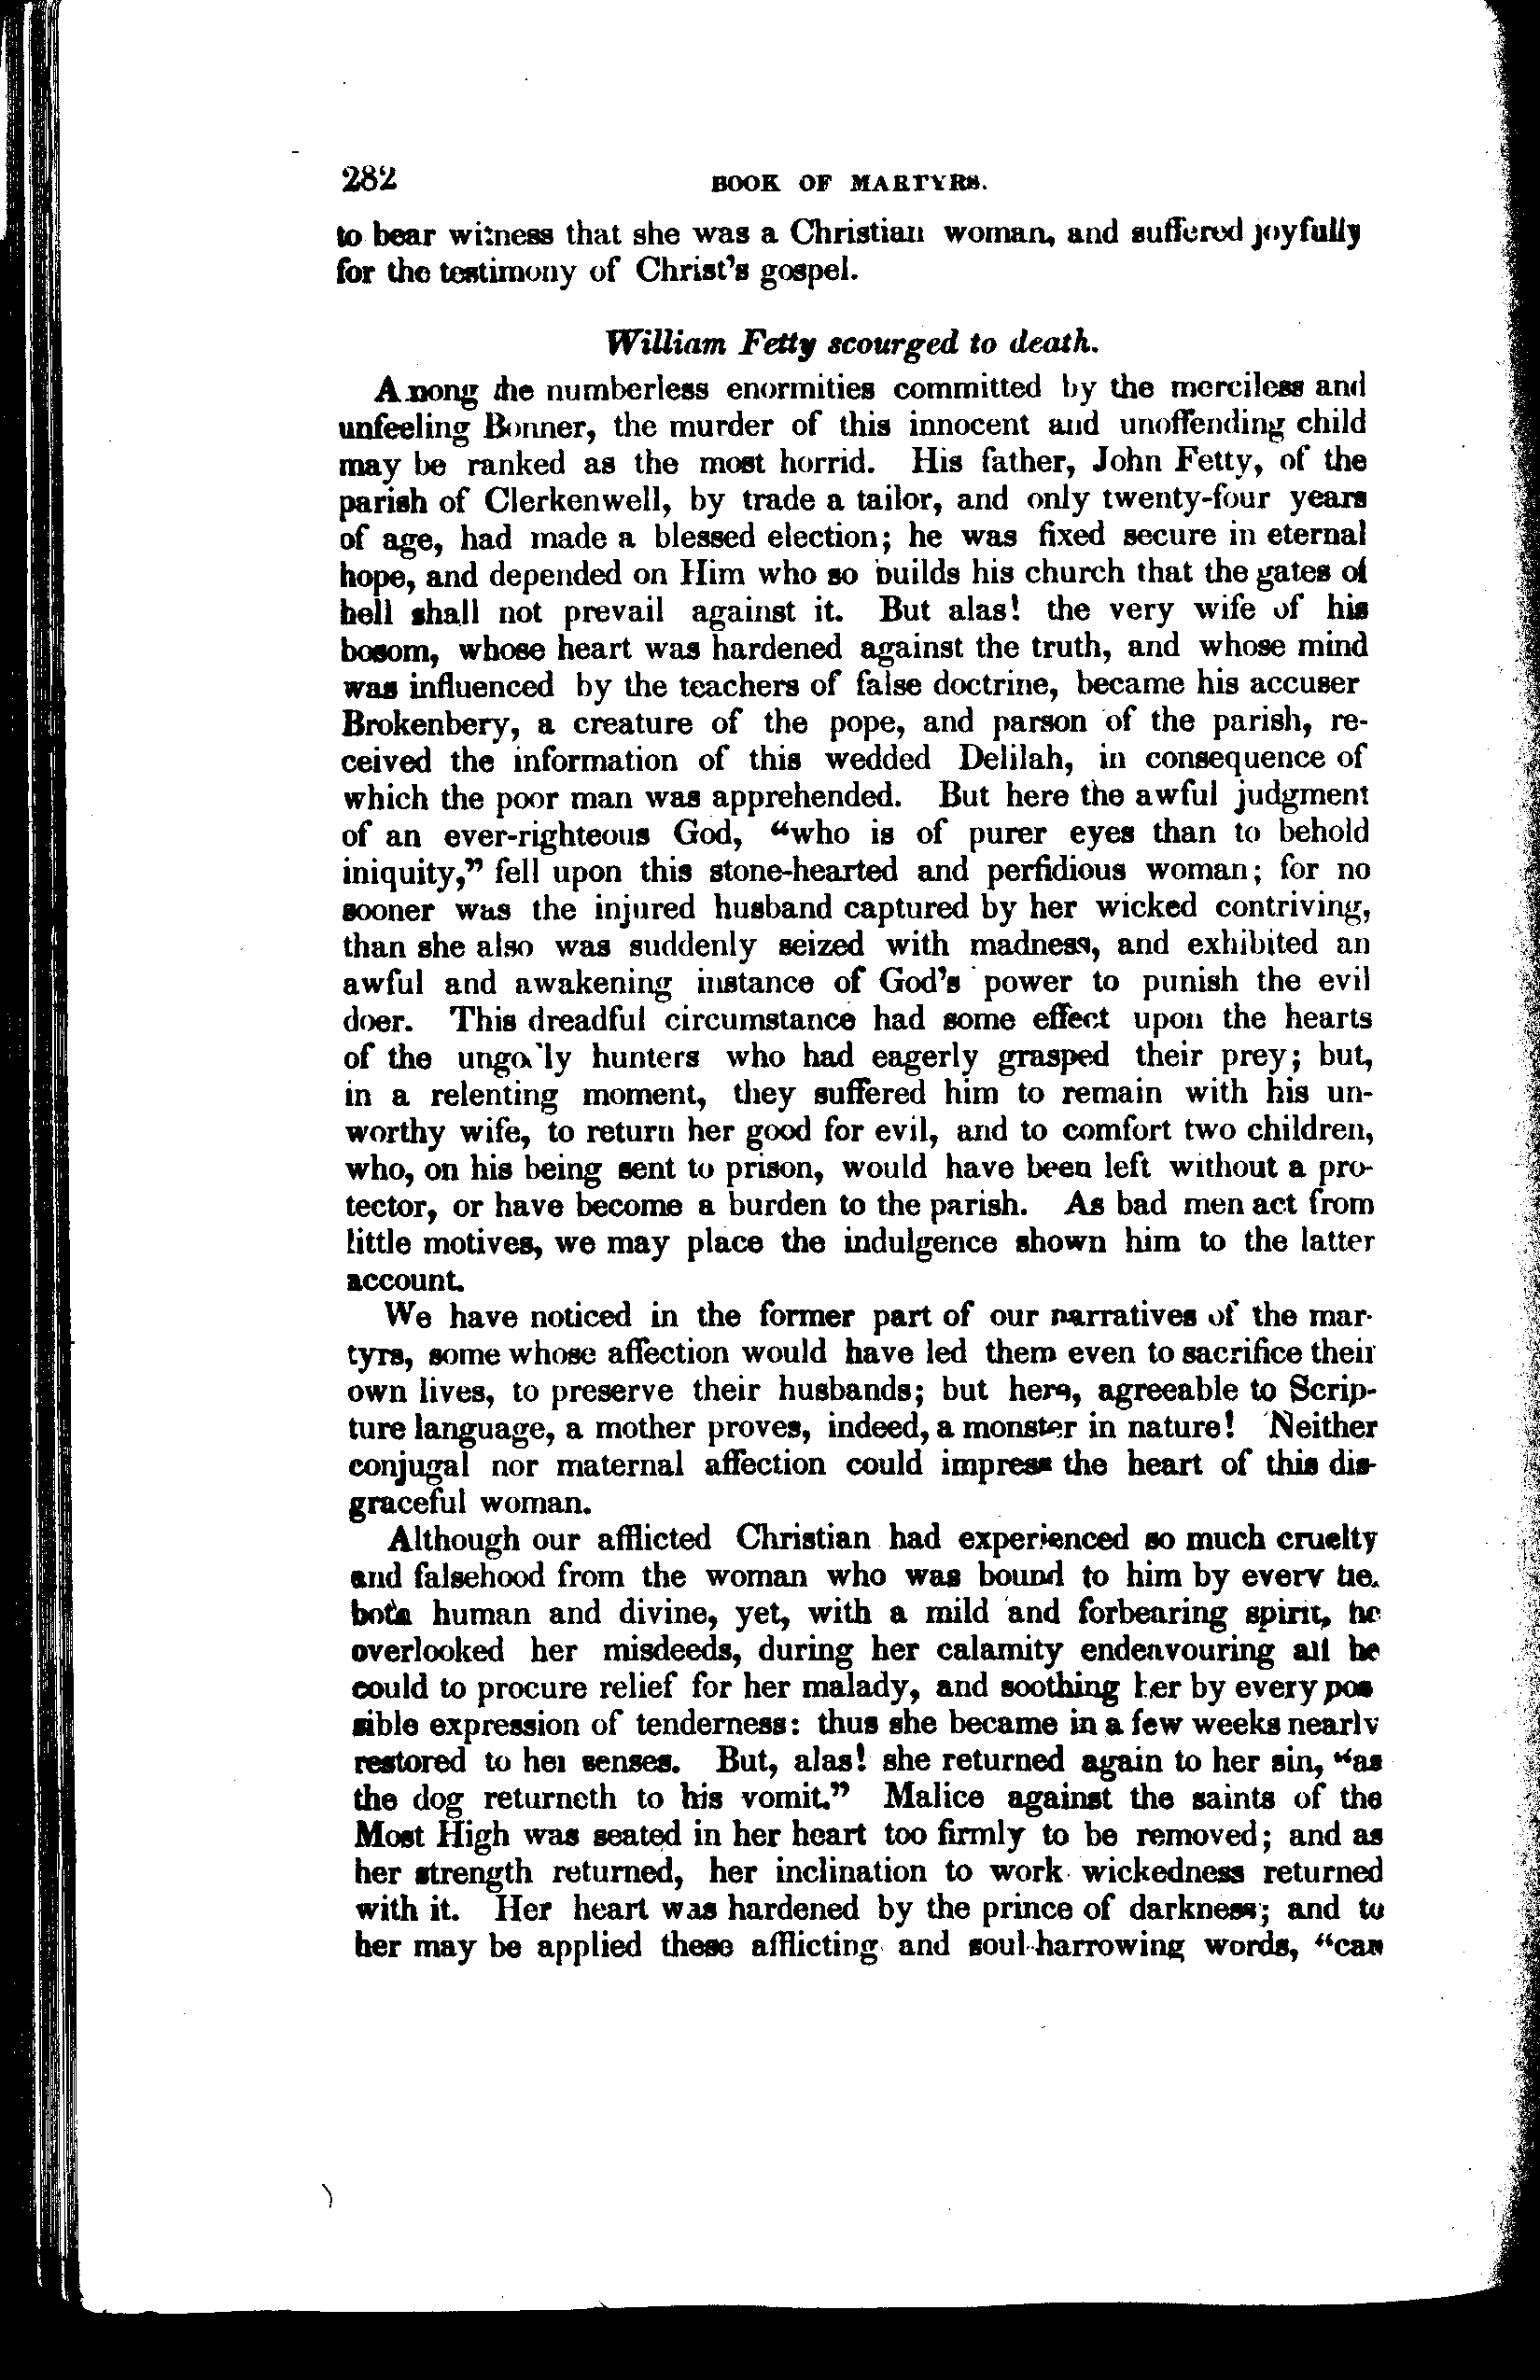 282 BOOK OF MARTYRS.
to bear witness that she was a Christian woman, and suffered joyfully
for the testimony of Christ's gospel.
William Fetty scourged to death.
Among the numberless enormities committed by the merciless and
unfeeling Bonner, the murder of this innocent and unoffending child
may be ranked as the most horrid. His father, John Fetty, of the
parish of Clerkenwell, by trade a tailor, and only twenty-four years
of age, had made a blessed election; he was fixed secure in eternal
hope, and depended on Him who so builds his church that the gates of
hell shall not prevail against it. But alas! the very wife of his
bosom, whose heart was hardened against the truth, and whose mind
was influenced by the teachers of false doctrine, became his accuser
Brokenbery, a creature of the pope, and parson of the parish, re-
ceived the information of this wedded Delilah, in consequence of
which the poor man was apprehended. But here the awful judgment
of an ever-righteous God, "who is of purer eyes than to behold
iniquity," fell upon this stone-hearted and perfidious woman; for no
sooner was the injured husband captured by her wicked contriving,
than she also was suddenly seized with madness, and exhibited an
awful and awakening instance of God's power to punish the evil
doer. This dreadful circumstance had some effect upon the hearts
of the ungodly hunters who had eagerly grasped their prey; but,
in a relenting moment, they suffered him to remain with his un-
worthy wife, to return her good for evil, and to comfort two children,
who, on his being sent to prison, would have been left without a pro-
tector, or have become a burden to the parish. As bad men act from
little motives, we may place the indulgence shown him to the latter
account.
We have noticed in the former part of our narratives of the mar-
tyrs, some whose affection would have led them even to sacrifice their
own lives, to preserve their husbands; but here, agreeable to Scrip-
ture language, a mother proves, indeed, a monster in nature! Neither
conjugal nor maternal affection could impress the heart of this dis-
graceful woman.
Although our afflicted Christian had experienced so much cruelty
and falsehood from the woman who was bound to him by every tie.
both human and divine, yet, with a mild and forbearing spirit, he
overlooked her misdeeds, during her calamity endeavouring all he
could to procure relief for her malady, and soothing her by every pos
sible expression of tenderness: thus she became in a few weeks nearly
restored to her senses. But, alas! she returned again to her sin, "as
the dog returneth to his vomit." Malice against the saints of the
Most High was seated in her heart too firmly to be removed; and as
her strength returned, her inclination to work wickedness returned
with it. Her heart was hardened by the prince of darkness; and to
her may be applied these afflicting and soul-harrowing words, "can